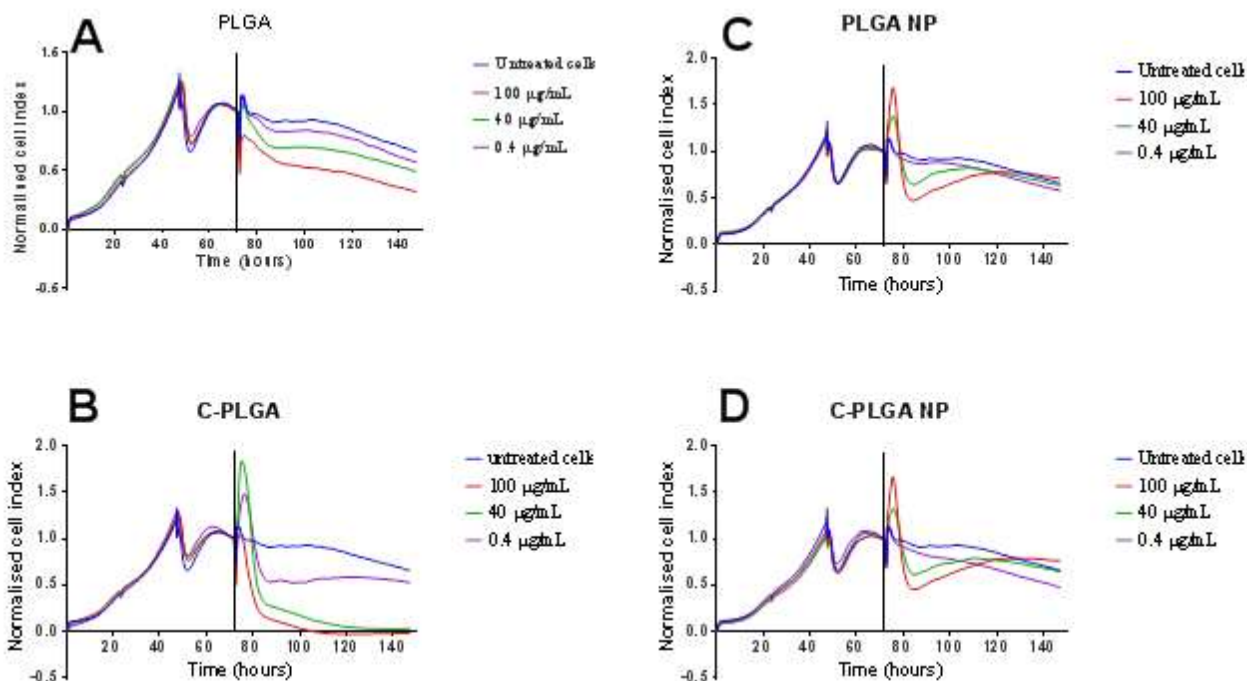 A
PLGA
Normalised cell index
1.6
1.0
0.6
0.0
-0.6
20 40 60 80 100 120 140
Time (hours)
Untreated cells
100 µg/mL
40 µg/mL
0.4 µg/mL
C
PLGA NP
Normalised cell index
2.0
1.5
1.0
0.5
0.0
-0.5
20 40 60 80 100 120 140
Time (hours)
Untreated cells
100 µg/mL
40 µg/mL
0.4 µg/mL
B
C-PLGA
Normalised cell index
2.0
1.5
1.0
0.5
0.0
-0.5
20 40 60 80 100 120 140
Time (hours)
untreated cells
100 µg/mL
40 µg/mL
0.4 µg/mL
D
C-PLGA NP
Normalised cell index
2.0
1.5
1.0
0.5
0.0
-0.5
20 40 60 80 100 120 140
Time (hours)
Untreated cells
100 µg/mL
40 µg/mL
0.4 µg/mL